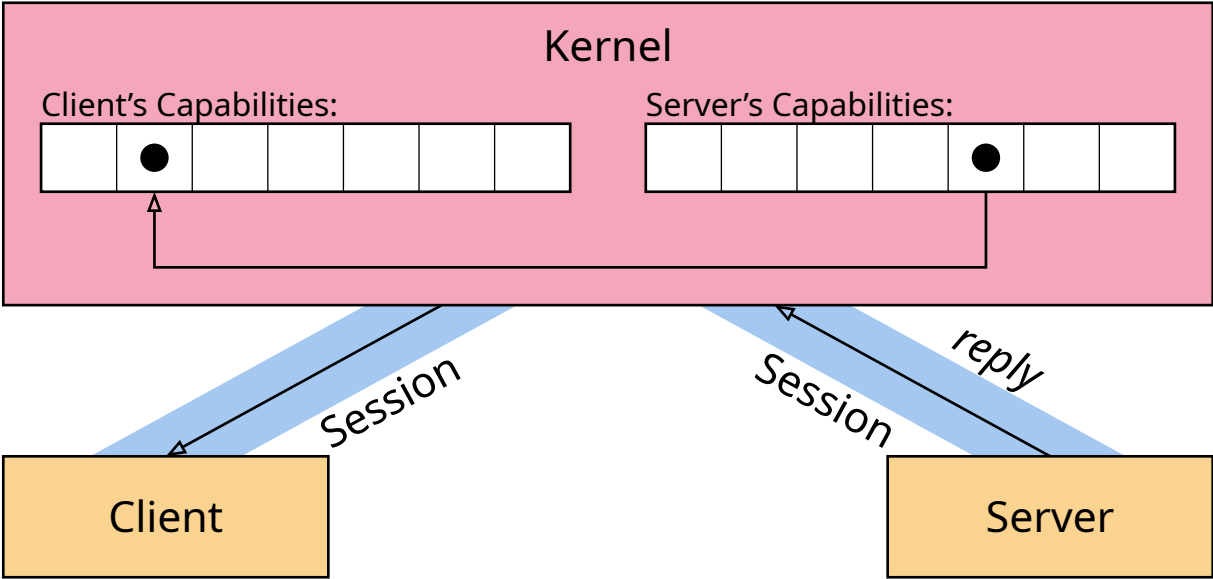 Kernel
Client’s Capabilities:
Server’s Capabilities:
Session
Session
reply
Client
Server